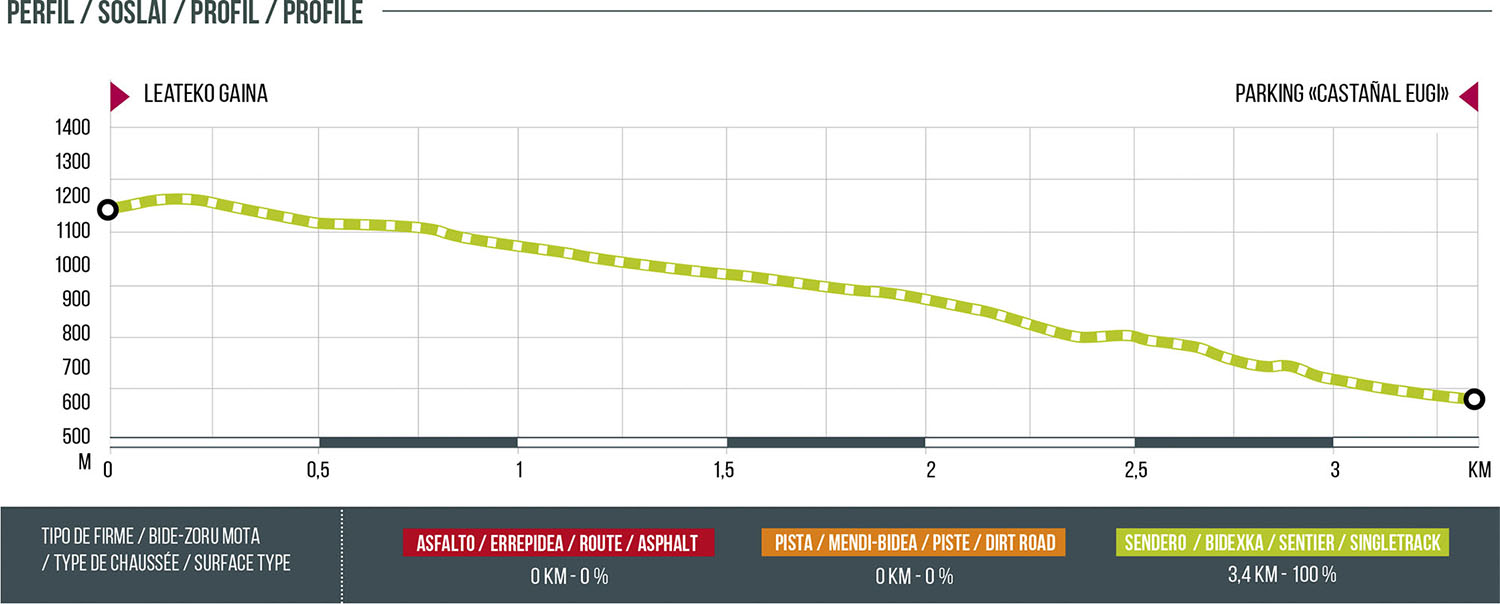 PERFIL / SOSLAI / PROFIL / PROFILE
LEATEKO GAINA
PARKING «CASTAÑAL EUGI»
1400
1300
1200
1100
1000
900
800
700
600
500
M
0
0,5
1
1,5
2
2,5
3
KM
TIPO DE FIRME / BIDE-ZORU MOTA
/ TYPE DE CHAUSSÉE / SURFACE TYPE
ASFALTO / ERREPIDEA / ROUTE / ASPHALT
0 KM - 0 %
PISTA / MENDI-BIDEA / PISTE / DIRT ROAD
0 KM - 0 %
SENDERO / BIDEXKA / SENTIER / SINGLETRACK
3,4 KM - 100 %